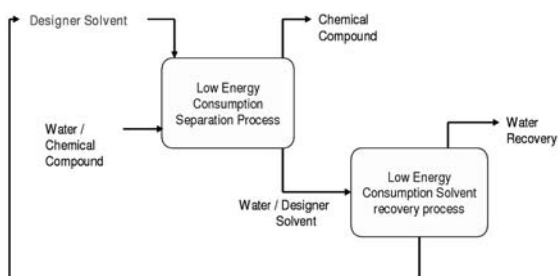 Designer Solvent
Chemical
Compound
Low Energy
Consumption
Separation Process
Water /
Chemical
Compound
Water
Recovery
Low Energy
Consumption Solvent
recovery process
Water / Designer
Solvent